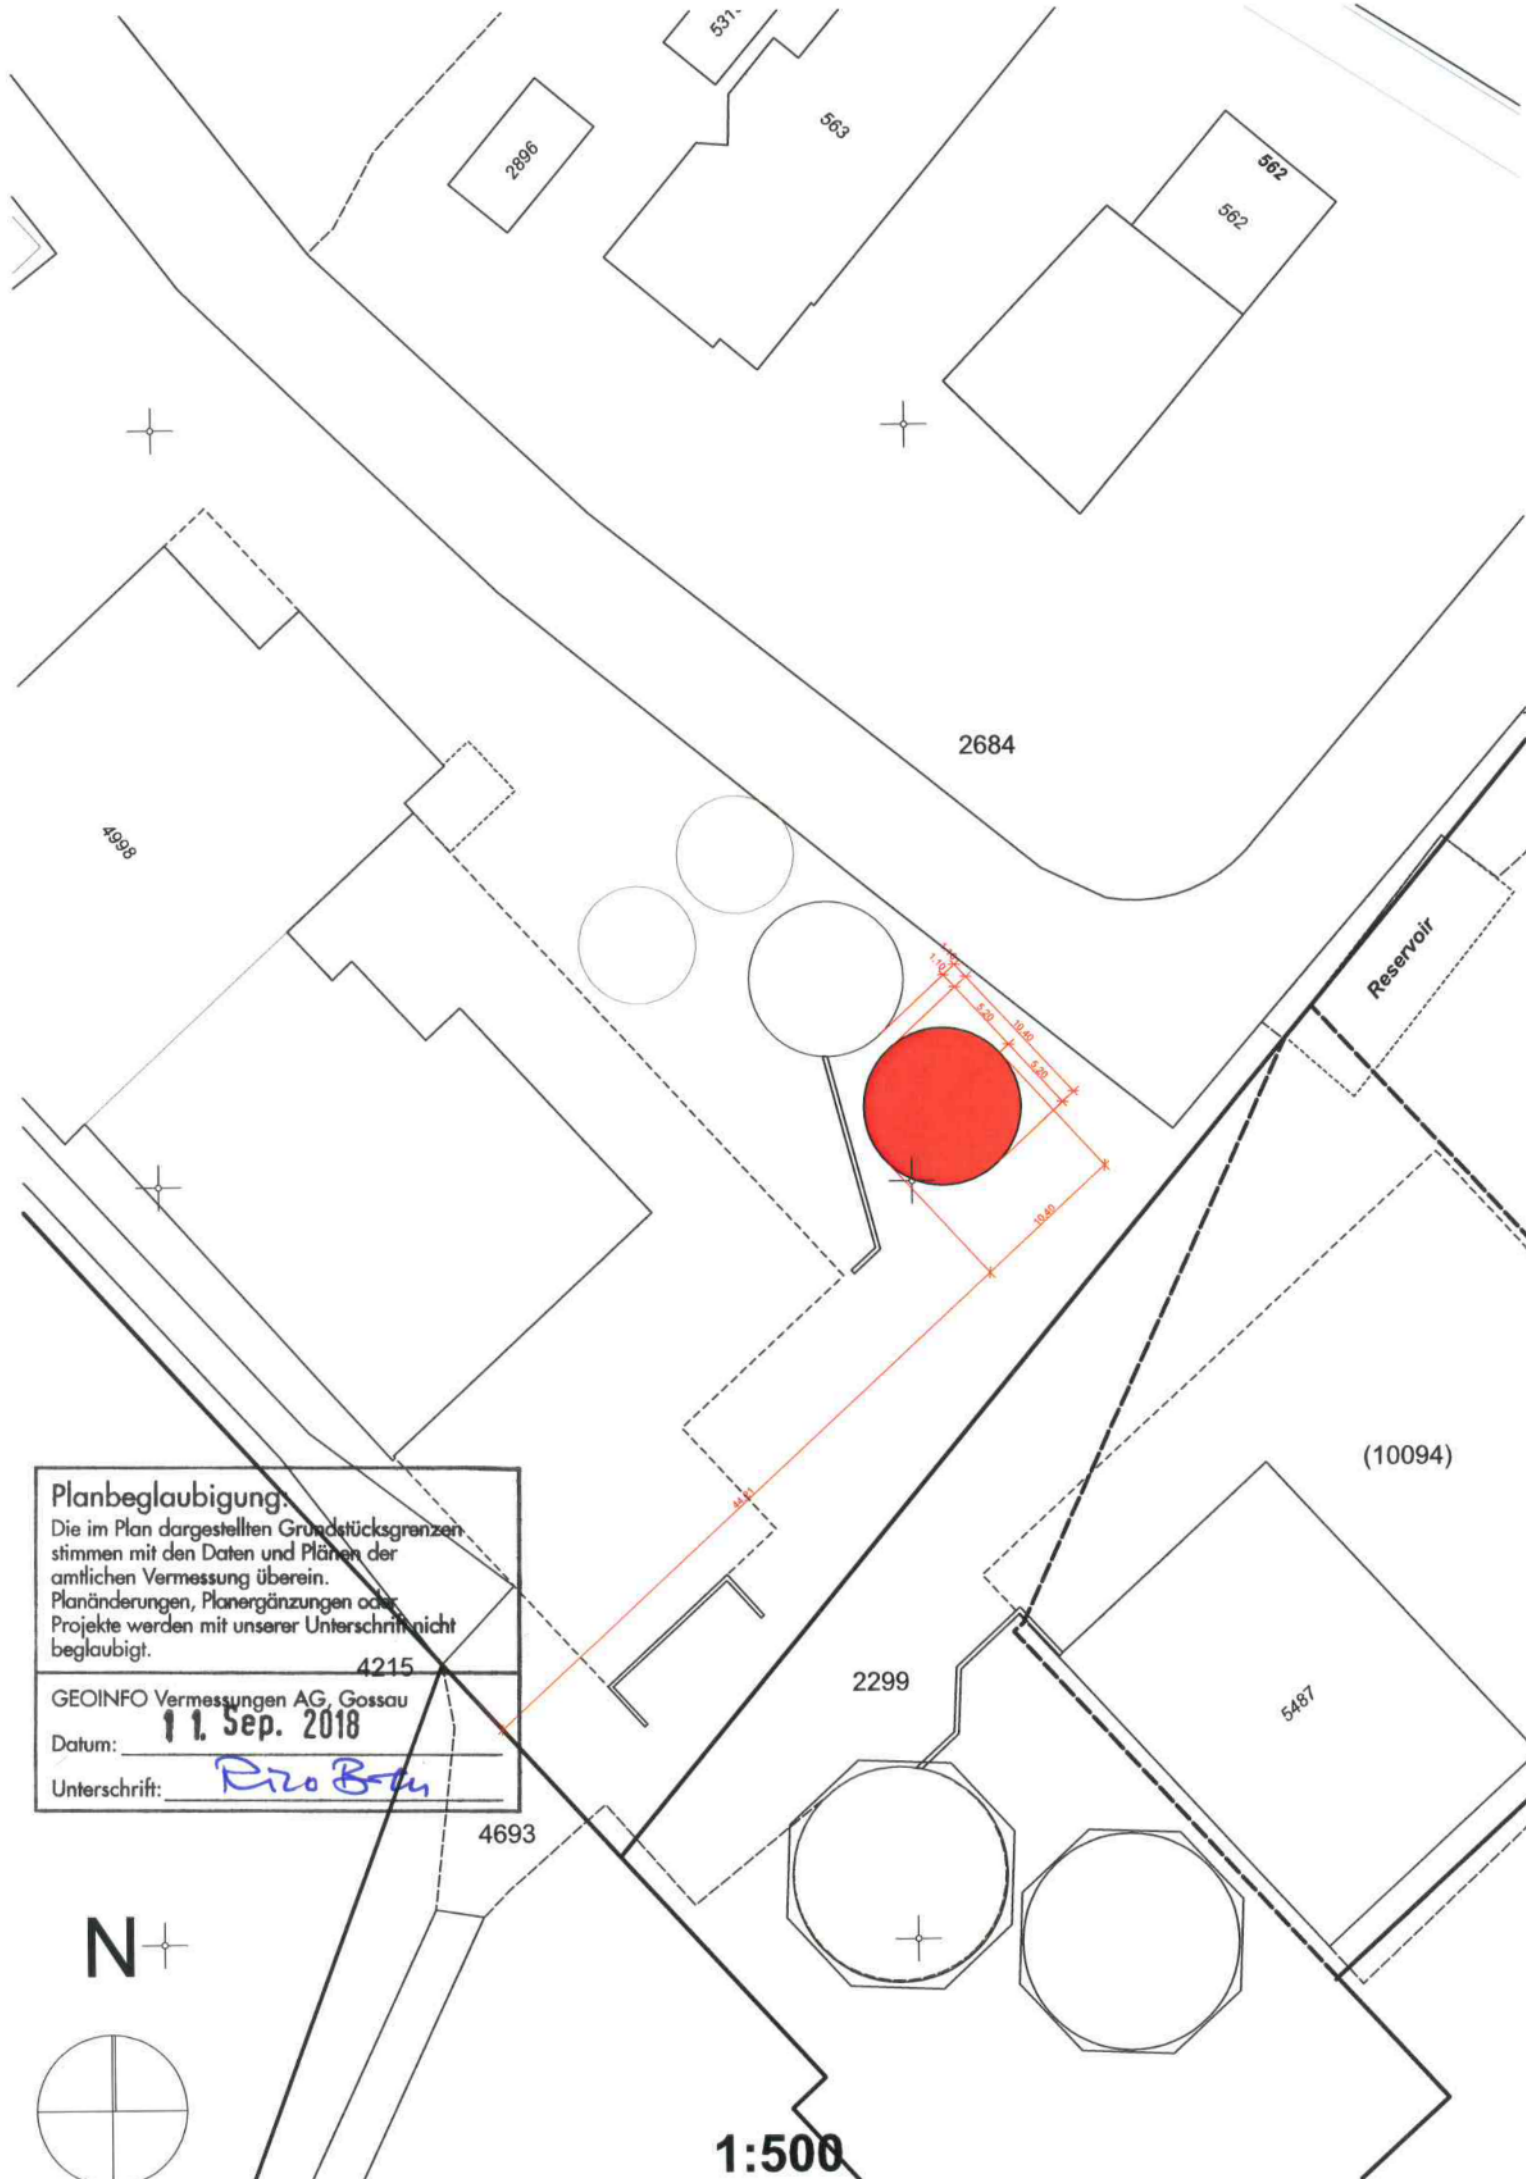 563
2896
562
562
2684
4998
Reservoir
1.10
5.20
10.40
5.20
10.40
(10094)
Planbeglaubigung:
Die im Plan dargestellten Grundstücksgrenzen
stimmen mit den Daten und Plänen der
amtlichen Vermessung überein.
Planänderungen, Planergänzungen oder
Projekte werden mit unserer Unterschrift nicht
beglaubigt.
4215
GEOINFO Vermessungen AG, Gossau
Datum: 11. Sep. 2018
Unterschrift:
2299
5487
4693
N
1:500